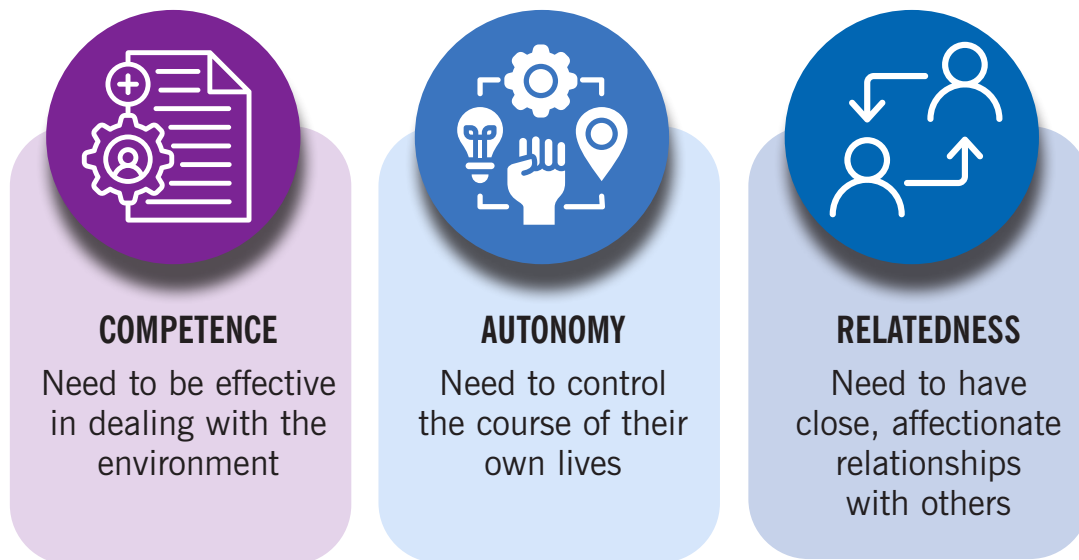 COMPETENCE
Need to be effective
in dealing with the
environment
AUTONOMY
Need to control
the course of their
own lives
RELATEDNESS
Need to have
close, affectionate
relationships
with others